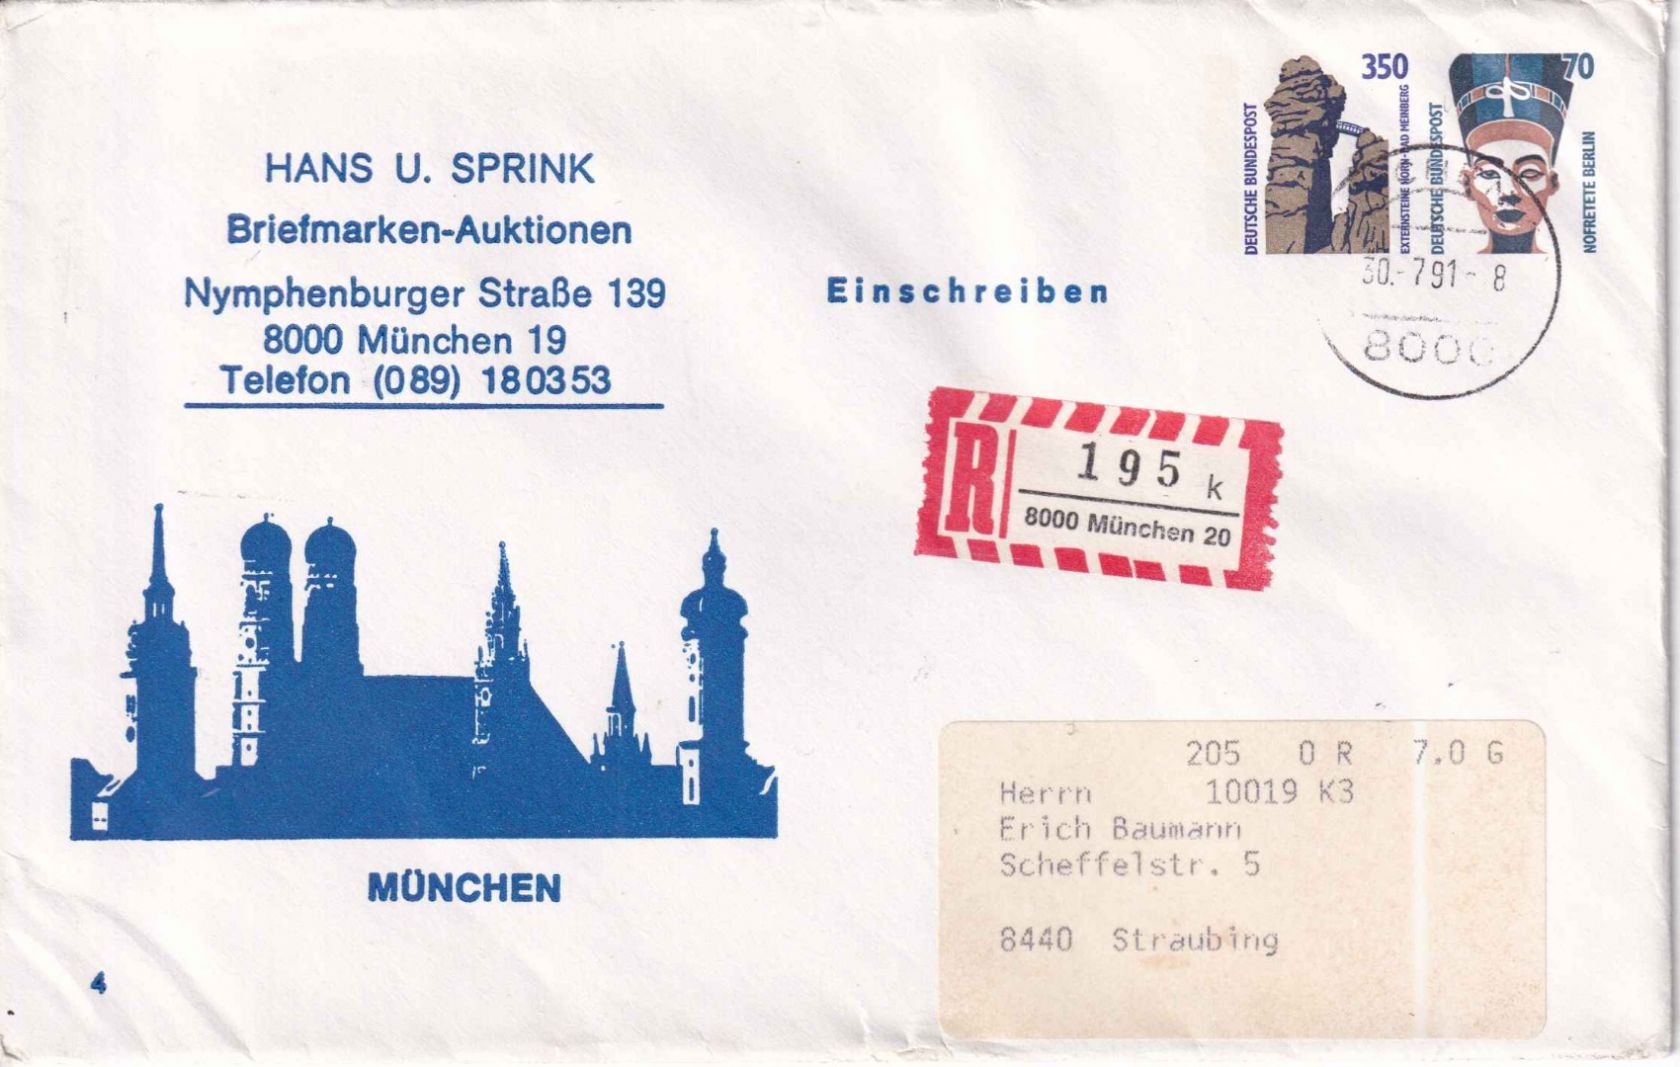 HANS U. SPRINK
Briefmarken-Auktionen
Nymphenburger Straße 139
8000 München 19
Telefon (089) 180353
MÜNCHEN
4
Einschreiben
DEUTSCHE BUNDESPOST
350
EXTERNSTEINE HORN-BAD MEINBERG
DEUTSCHE BUNDESPOST
70
NOFRETETE BERLIN
30.-7.91-8
8000
R
195 k
8000 München 20
205 0 R 7.0 G
Herrn 10019 K3
Erich Baumann
Scheffelstr. 5
8440 Straubing